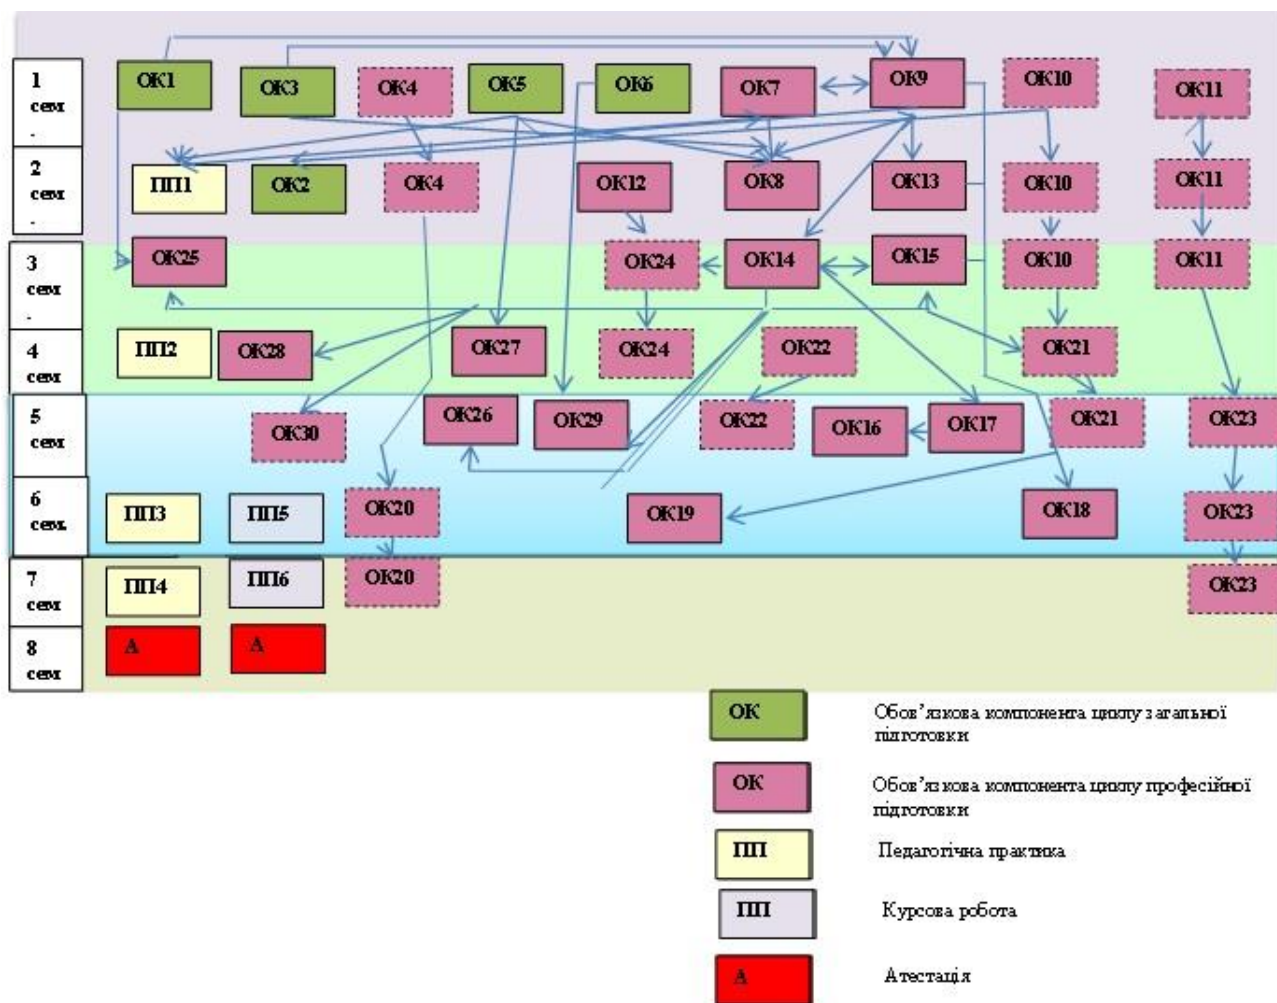 1
сем
.
ОК1
ОК3
ОК4
ОК5
ОК6
ОК7
ОК9
ОК10
ОК11
2
сем
.
ПП1
ОК2
ОК4
ОК12
ОК8
ОК13
ОК10
ОК11
3
сем
.
ОК25
ОК24
ОК14
ОК15
ОК10
ОК11
4
сем
ПП2
ОК28
ОК27
ОК24
ОК22
ОК21
5
сем
ОК30
ОК26
ОК29
ОК22
ОК16
ОК17
ОК21
ОК23
6
сем.
ПП3
ПП5
ОК20
ОК19
ОК18
ОК23
7
сем
ПП4
ПП6
ОК20
ОК23
8
сем
А
А
ОК
Обов’язкова компонента циклу загальної
підготовки
ОК
Обов’язкова компонента циклу професійної
підготовки
ПП
Педагогічна практика
ПП
Курсова робота
А
Атестація